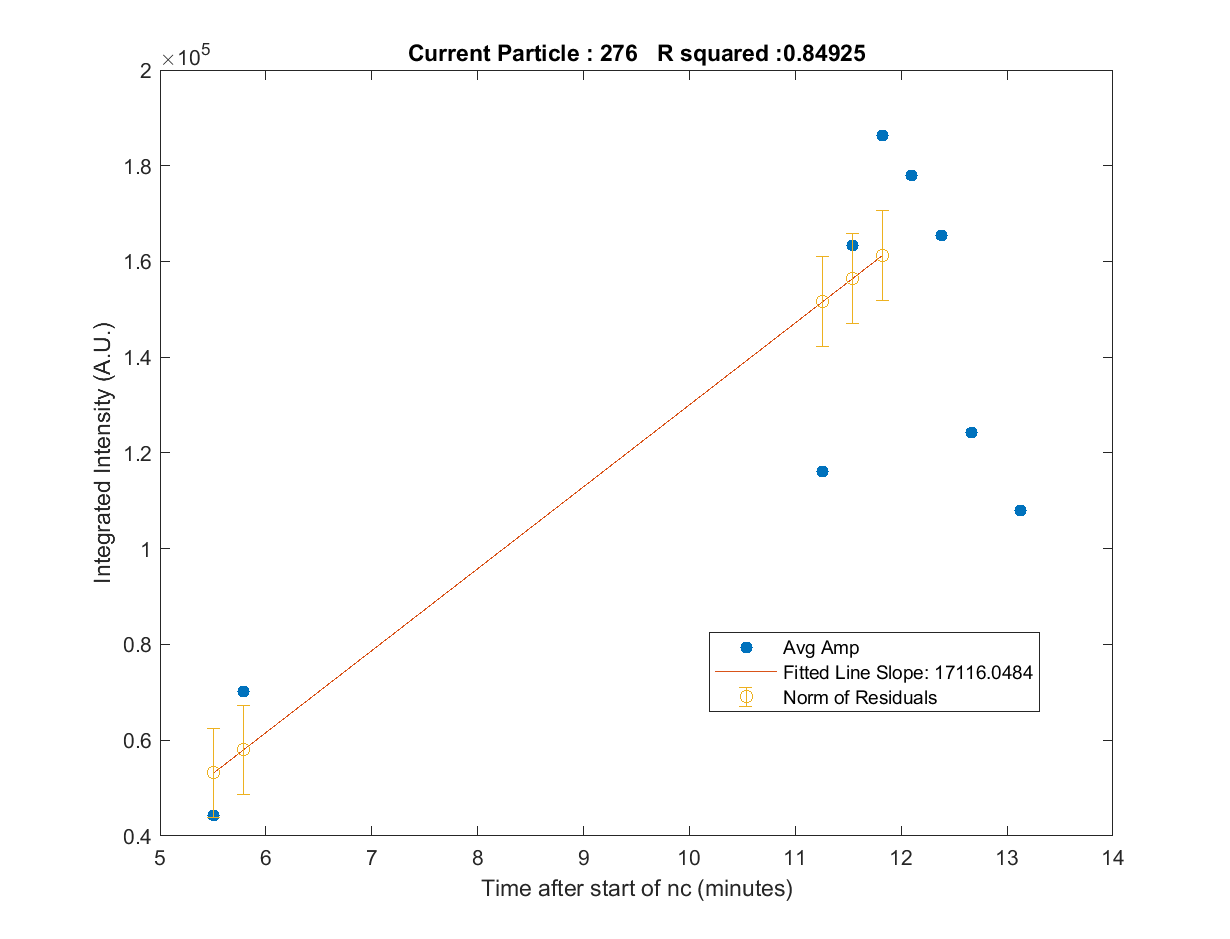 Current Particle : 276   R squared :0.84925
×10^5
2
1.8
1.6
1.4
1.2
1
0.8
0.6
0.4
Integrated Intensity (A.U.)
Avg Amp
Fitted Line Slope: 17116.0484
Norm of Residuals
5 6 7 8 9 10 11 12 13 14
Time after start of nc (minutes)